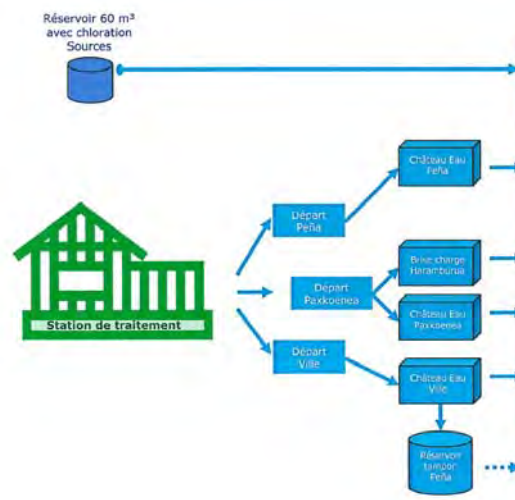 Réservoir 60 m³
avec chloration
Sources
Château Eau
Peña
Départ
Peña
Brise charge
Haramburua
Départ
Paxkoenea
Château Eau
Paxkoenea
Station de traitement
Départ
Ville
Château Eau
Ville
Réservoir
tampon
Peña